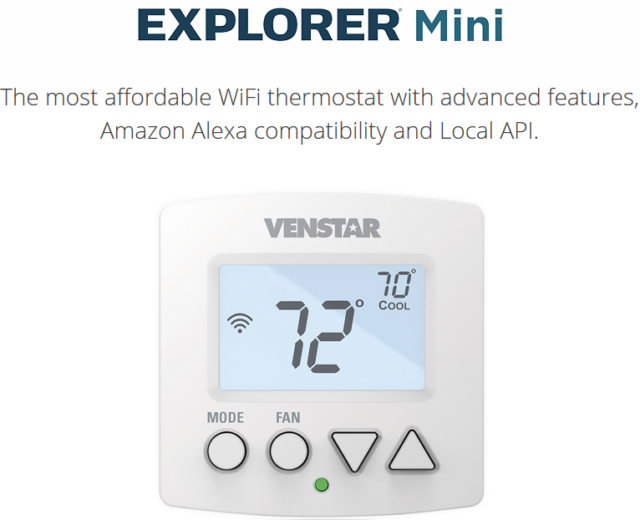 EXPLORER® Mini
The most affordable WiFi thermostat with advanced features,
Amazon Alexa compatibility and Local API.
VENSTAR
70°
COOL
72°
MODE FAN